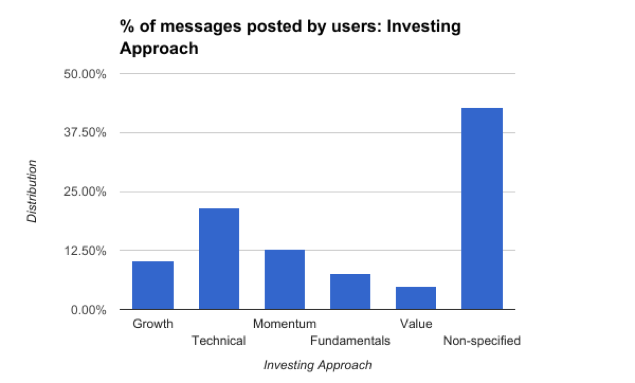 % of messages posted by users: Investing
Approach
50.00%
37.50%
25.00%
12.50%
0.00%
Distribution
Growth
Technical
Momentum
Fundamentals
Value
Non-specified
Investing Approach